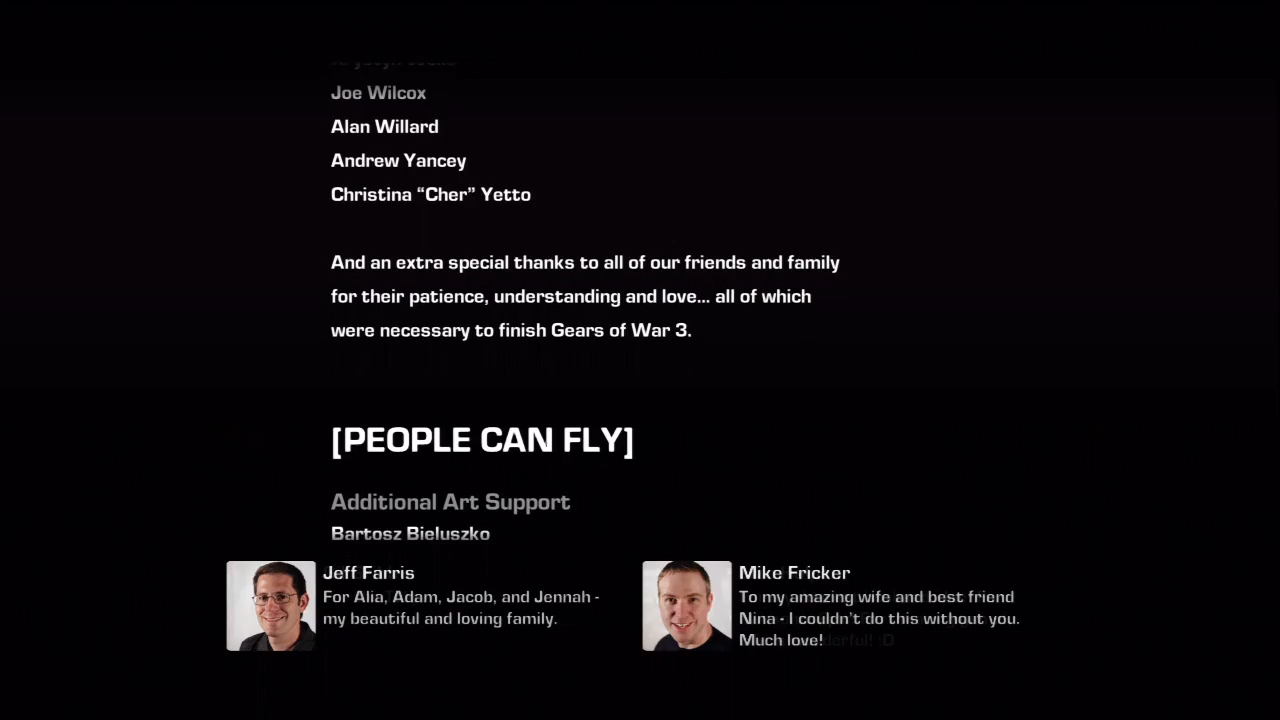 Joe Wilcox
Alan Willard
Andrew Yancey
Christina “Cher” Yetto
And an extra special thanks to all of our friends and family
for their patience, understanding and love... all of which
were necessary to finish Gears of War 3.
[PEOPLE CAN FLY]
Additional Art Support
Bartosz Bieluszko
Jeff Farris
For Alia, Adam, Jacob, and Jennah -
my beautiful and loving family.
Mike Fricker
To my amazing wife and best friend
Nina - I couldn't do this without you.
Much love!